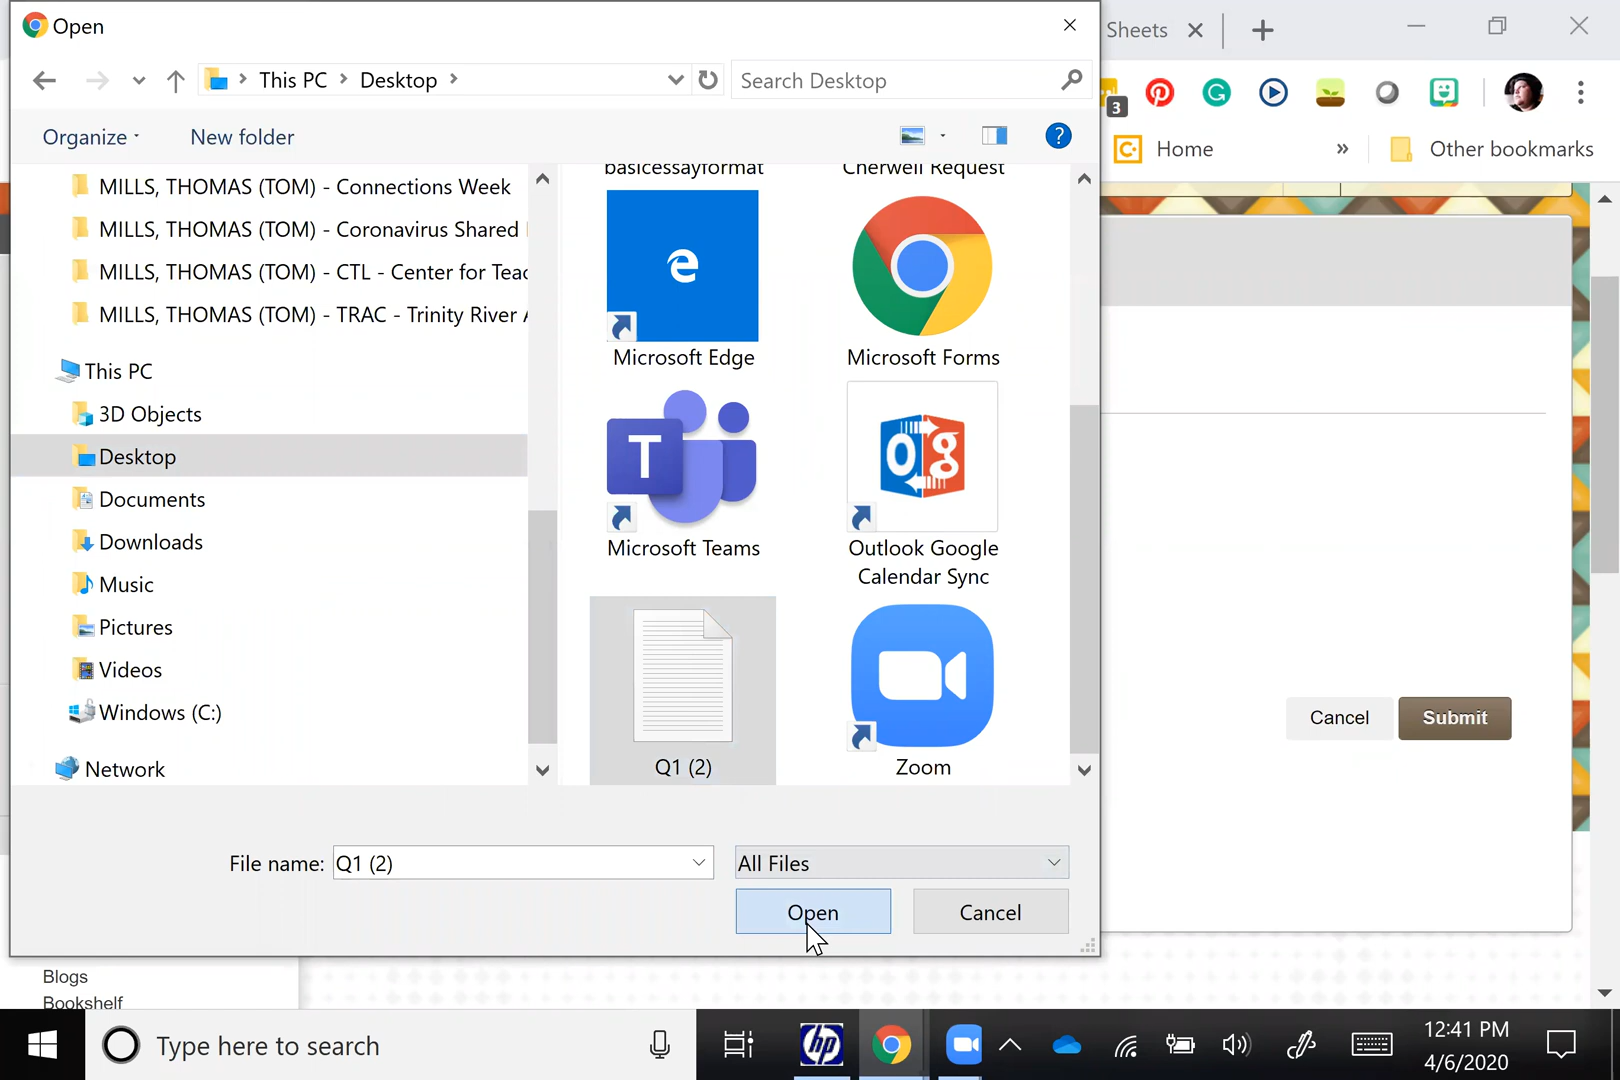 Open
Sheets
This PC
Desktop
Search Desktop
3
Organize
New folder
Home
»
Other bookmarks
basicessayformat
Cherwell Request
MILLS, THOMAS (TOM) - Connections Week
MILLS, THOMAS (TOM) - Coronavirus Shared
MILLS, THOMAS (TOM) - CTL - Center for Teac
MILLS, THOMAS (TOM) - TRAC - Trinity River A
Microsoft Edge
Microsoft Forms
This PC
3D Objects
Desktop
Documents
Downloads
Music
Pictures
Videos
Windows (C:)
Network
T
Microsoft Teams
Outlook Google
Calendar Sync
Q1 (2)
Zoom
Cancel
Submit
File name:
Q1 (2)
All Files
Open
Cancel
Blogs
Bookshelf
Type here to search
hp
12:41 PM
4/6/2020